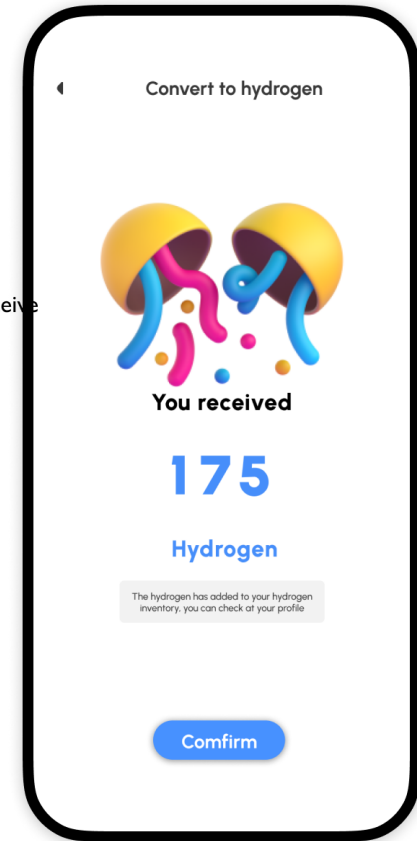 Convert to hydrogen
eive
You received
175
Hydrogen
The hydrogen has added to your hydrogen
inventory, you can check at your profile
Comfirm